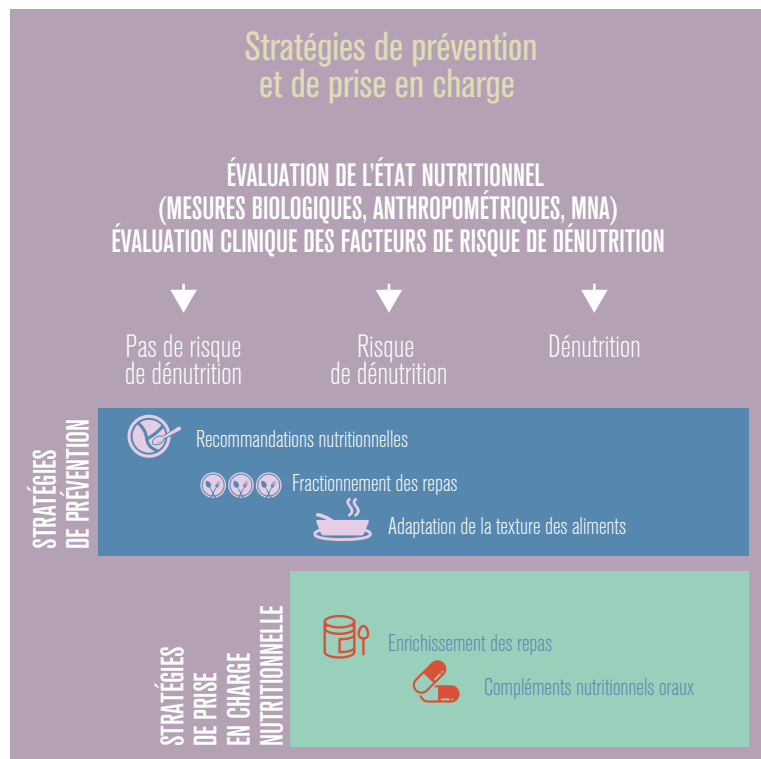 Stratégies de prévention
et de prise en charge
ÉVALUATION DE L'ÉTAT NUTRITIONNEL
(MESURES BIOLOGIQUES, ANTHROPOMÉTRIQUES, MNA)
ÉVALUATION CLINIQUE DES FACTEURS DE RISQUE DE DÉNUTRITION
Pas de risque
de dénutrition
Risque
de dénutrition
Dénutrition
STRATÉGIES
DE PRÉVENTION
Recommandations nutritionnelles
Fractionnement des repas
Adaptation de la texture des aliments
STRATÉGIES
DE PRISE
EN CHARGE
NUTRITIONNELLE
Enrichissement des repas
Compléments nutritionnels oraux